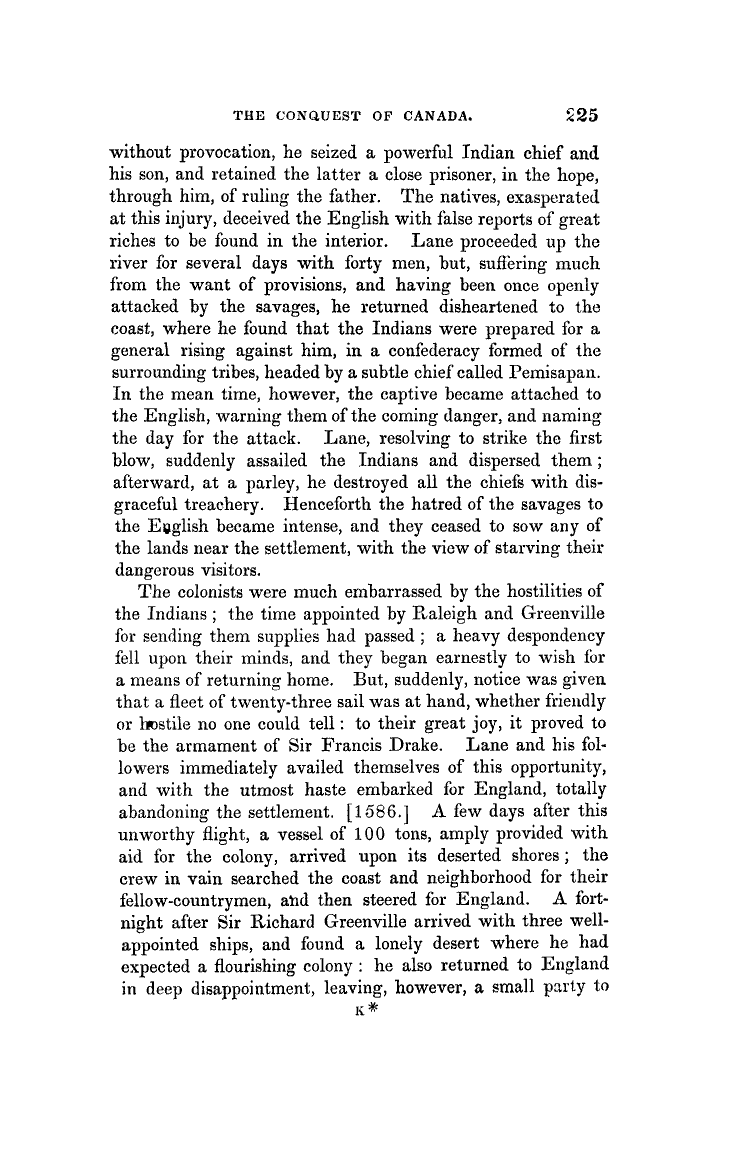 THE CONQUEST OF CANADA. 225
without provocation, he seized a powerful Indian chief and
his son, and retained the latter a close prisoner, in the hope,
through him, of ruling the father. The natives, exasperated
at this injury, deceived the English with false reports of great
riches to be found in the interior. Lane proceeded up the
river for several days with forty men, but, suffering much
from the want of provisions, and having been once openly
attacked by the savages, he returned disheartened to the
coast, where he found that the Indians were prepared for a
general rising against him, in a confederacy formed of the
surrounding tribes, headed by a subtle chief called Pemisapan.
In the mean time, however, the captive became attached to
the English, warning them of the coming danger, and naming
the day for the attack. Lane, resolving to strike the first
blow, suddenly assailed the Indians and dispersed them ;
afterward, at a parley, he destroyed all the chiefs with dis-
graceful treachery. Henceforth the hatred of the savages to
the English became intense, and they ceased to sow any of
the lands near the settlement, with the view of starving their
dangerous visitors.
The colonists were much embarrassed by the hostilities of
the Indians ; the time appointed by Raleigh and Greenville
for sending them supplies had passed ; a heavy despondency
fell upon their minds, and they began earnestly to wish for
a means of returning home. But, suddenly, notice was given
that a fleet of twenty-three sail was at hand, whether friendly
or hostile no one could tell : to their great joy, it proved to
be the armament of Sir Francis Drake. Lane and his fol-
lowers immediately availed themselves of this opportunity,
and with the utmost haste embarked for England, totally
abandoning the settlement. [1586.] A few days after this
unworthy flight, a vessel of 100 tons, amply provided with
aid for the colony, arrived upon its deserted shores ; the
crew in vain searched the coast and neighborhood for their
fellow-countrymen, and then steered for England. A fort-
night after Sir Richard Greenville arrived with three well-
appointed ships, and found a lonely desert where he had
expected a flourishing colony : he also returned to England
in deep disappointment, leaving, however, a small party to
K*